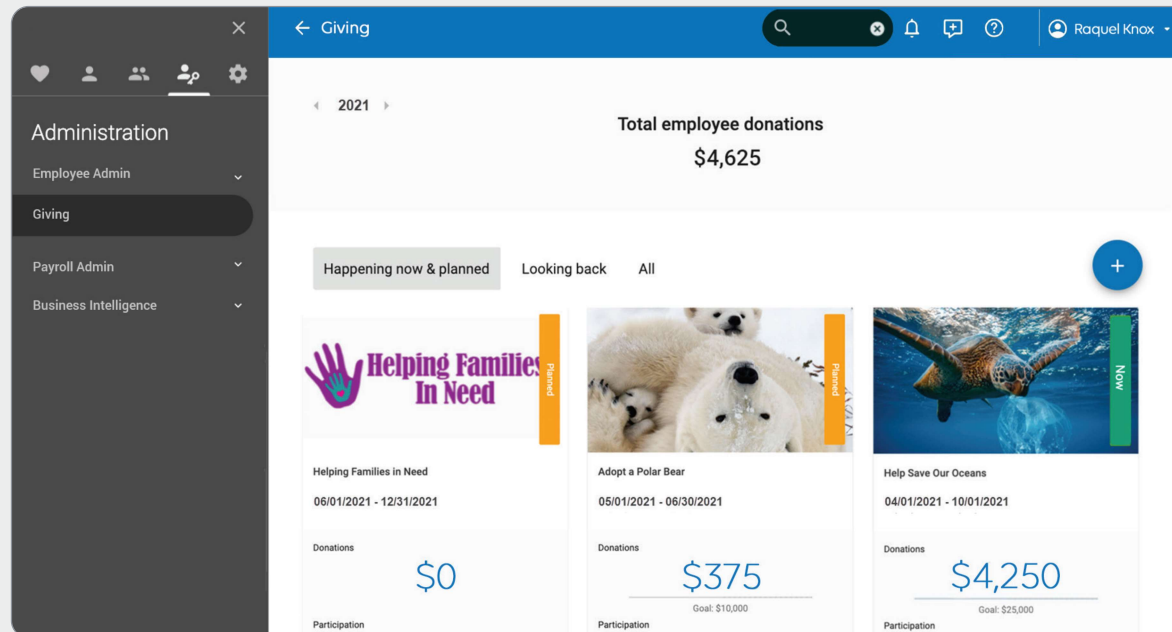 Giving
Raquel Knox
Administration
Employee Admin
Giving
Payroll Admin
Business Intelligence
2021
Total employee donations
$4,625
Happening now & planned
Looking back
All
Helping Families
In Need
Planned
Helping Families in Need
06/01/2021 - 12/31/2021
Donations
$0
Participation
Planned
Adopt a Polar Bear
05/01/2021 - 06/30/2021
Donations
$375
Goal: $10,000
Participation
Now
Help Save Our Oceans
04/01/2021 - 10/01/2021
Donations
$4,250
Goal: $25,000
Participation